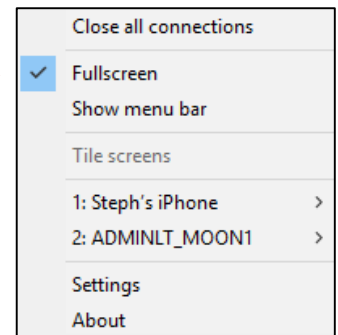 Close all connections
Fullscreen
Show menu bar
Tile screens
1: Steph's iPhone
2: ADMINLT_MOON1
Settings
About